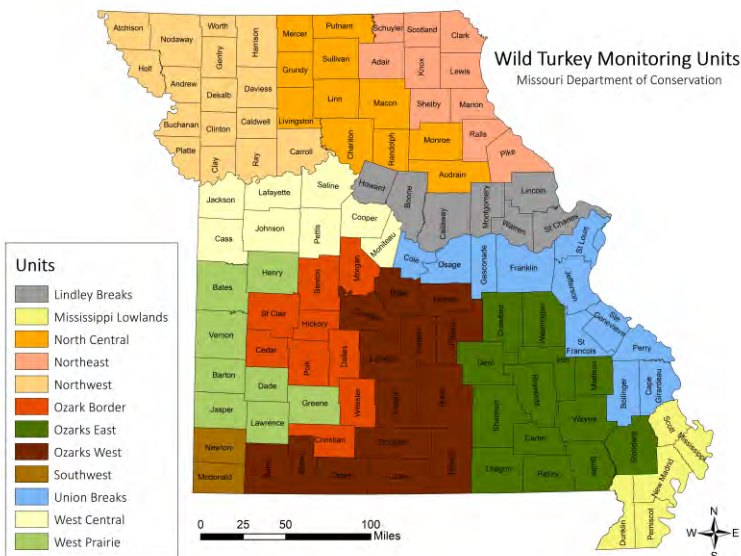 Wild Turkey Monitoring Units
Missouri Department of Conservation
Atchison
Nodaway
Worth
Gentry
Harrison
Mercer
Putnam
Schuyler
Scotland
Clark
Holt
Andrew
Dekalb
Daviess
Grundy
Sullivan
Adair
Knox
Lewis
Buchanan
Clinton
Caldwell
Livingston
Linn
Macon
Shelby
Marion
Platte
Clay
Ray
Carroll
Chariton
Randolph
Monroe
Ralls
Pike
Audrain
Jackson
Lafayette
Saline
Howard
Boone
Callaway
Montgomery
Lincoln
Warren
St Charles
Cass
Johnson
Pettis
Cooper
Moniteau
Cole
Osage
Gasconade
Franklin
St Louis
Jefferson
Bates
Henry
Benton
Morgan
Miller
Crawford
Washington
Ste
Genevieve
St
Francois
Perry
Vernon
St Clair
Hickory
Cedar
Polk
Dallas
Dent
Iron
Madison
Bollinger
Cape
Girardeau
Barton
Dade
Greene
Webster
Shannon
Reynolds
Wayne
Jasper
Lawrence
Christian
Carter
Stoddard
Scott
Mississippi
Newton
Mcdonald
Oregon
Ripley
Butler
New Madrid
Dunklin
Pemiscot
Units
Lindley Breaks
Mississippi Lowlands
North Central
Northeast
Northwest
Ozark Border
Ozarks East
Ozarks West
Southwest
Union Breaks
West Central
West Prairie
0 25 50 100
Miles
N
W E
S